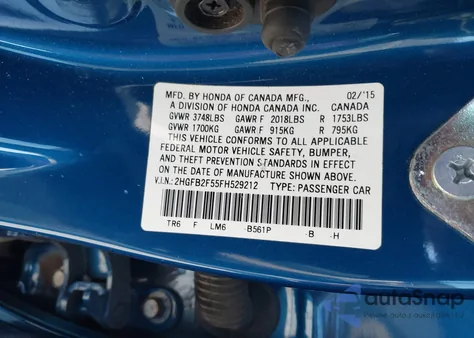 MFD. BY HONDA OF CANADA MFG., 02/'15
A DIVISION OF HONDA CANADA INC. CANADA
GVWR 3748LBS GAWR F 2018LBS R 1753LBS
GVWR 1700KG GAWR F 915KG R 795KG
THIS VEHICLE CONFORMS TO ALL APPLICABLE
FEDERAL MOTOR VEHICLE SAFETY, BUMPER,
AND THEFT PREVENTION STANDARDS IN EFFECT
ON THE DATE OF MANUFACTURE SHOWN ABOVE.
V.I.N.: 2HGFB2F55FH529212 TYPE: PASSENGER CAR
TR6 F LM6 -B561P -B -H
autoSnap